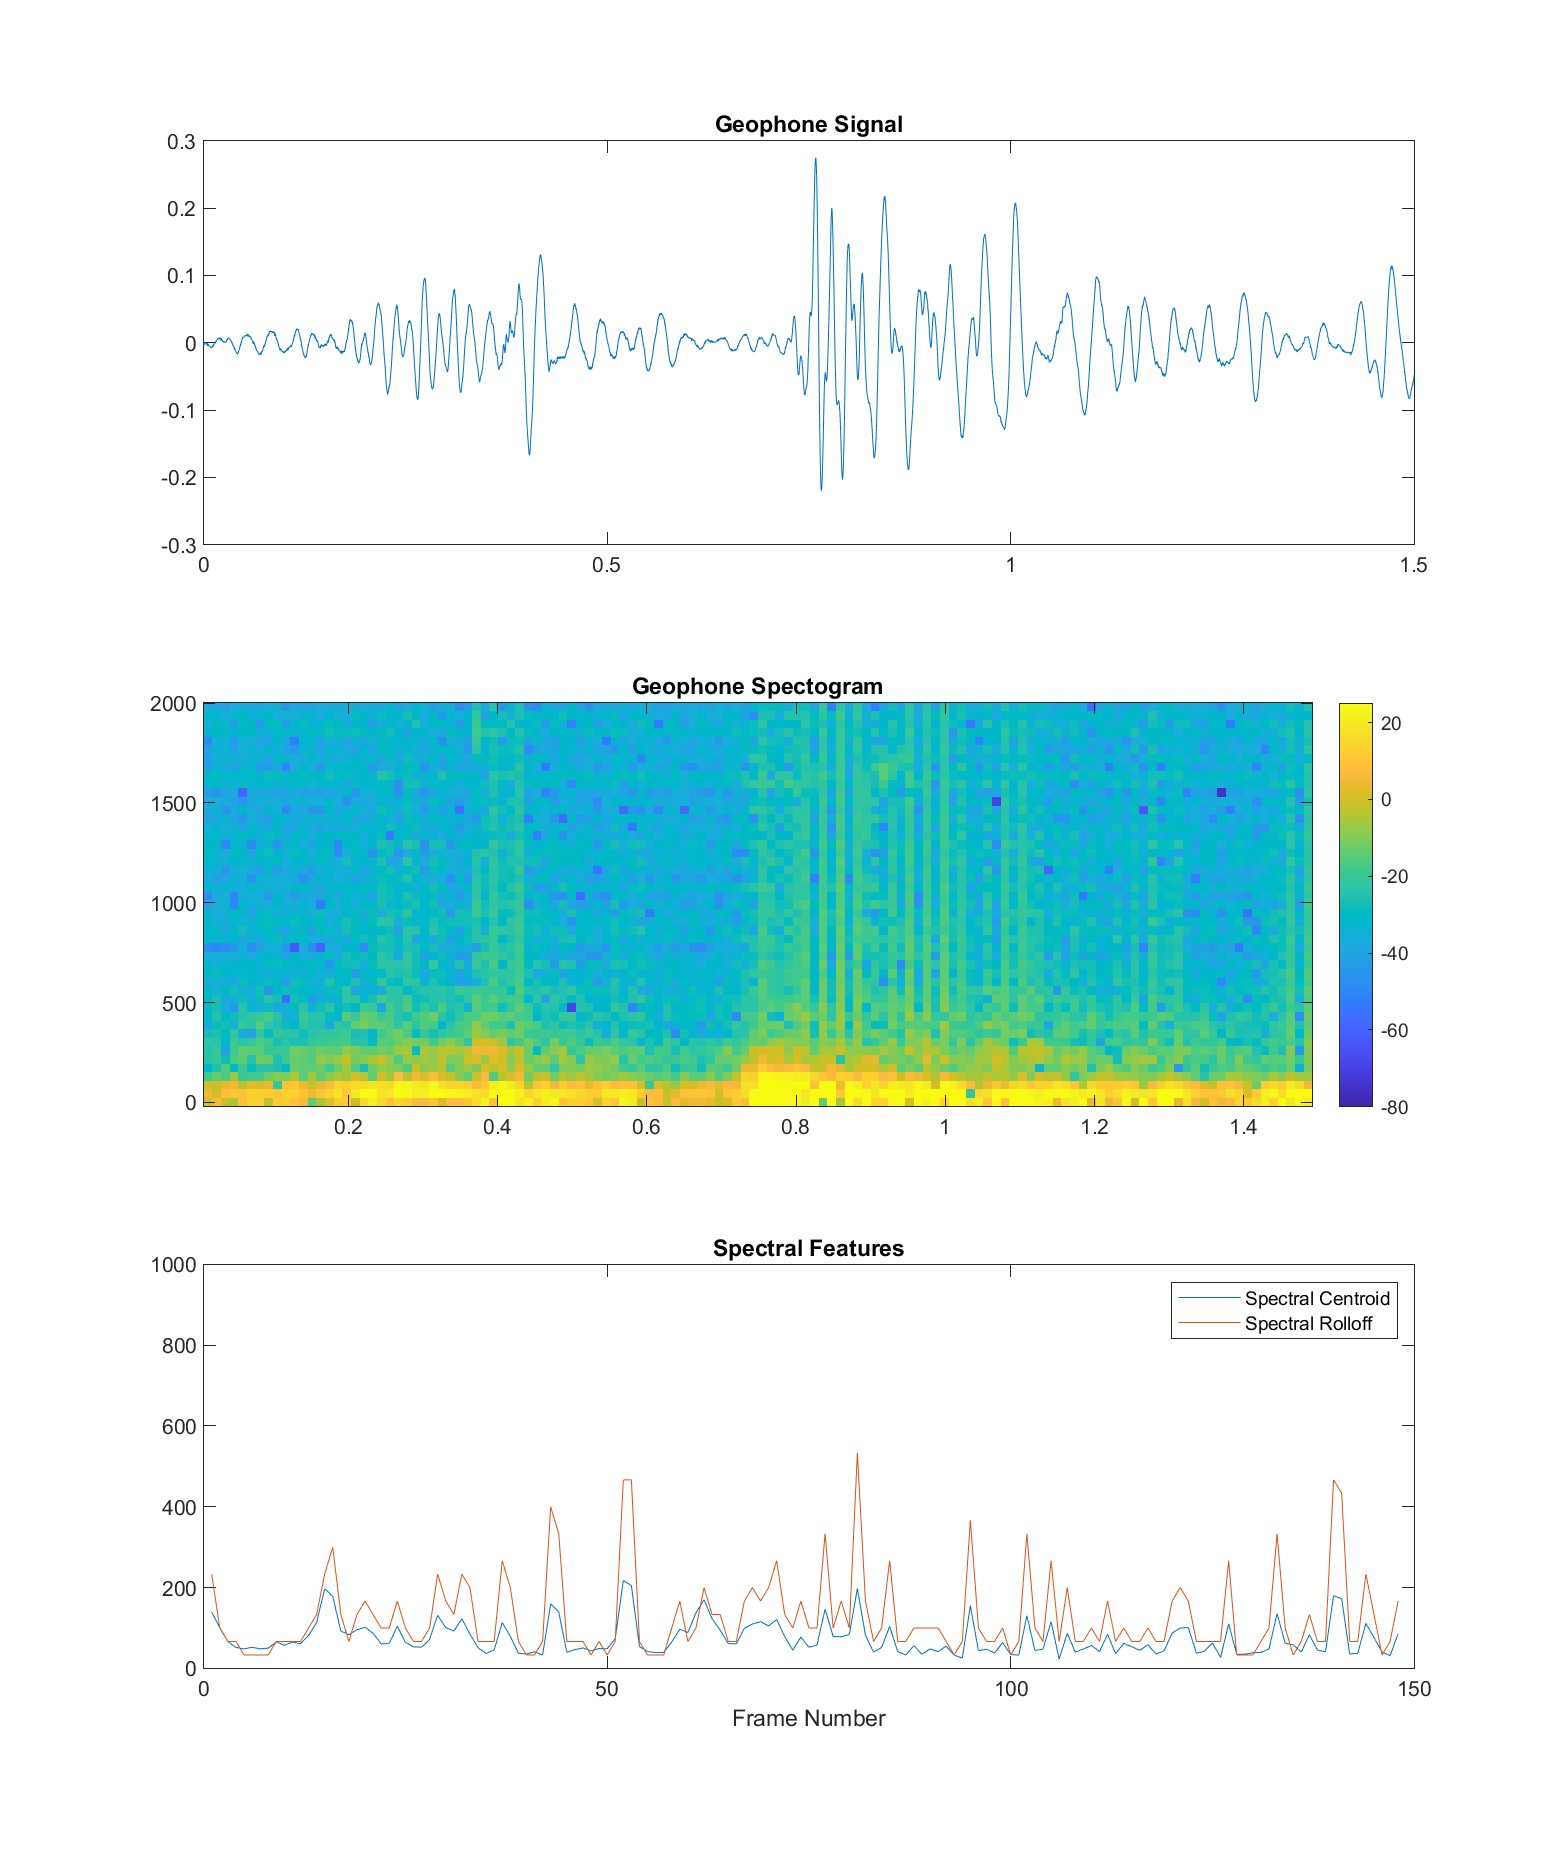 Geophone Signal
0.3
0.2
0.1
0
-0.1
-0.2
-0.3
0 0.5 1 1.5
Geophone Spectogram
2000
1500
1000
500
0
0.2 0.4 0.6 0.8 1 1.2 1.4
20
0
-20
-40
-60
-80
Spectral Features
1000
800
600
400
200
0
Spectral Centroid
Spectral Rolloff
0 50 100 150
Frame Number